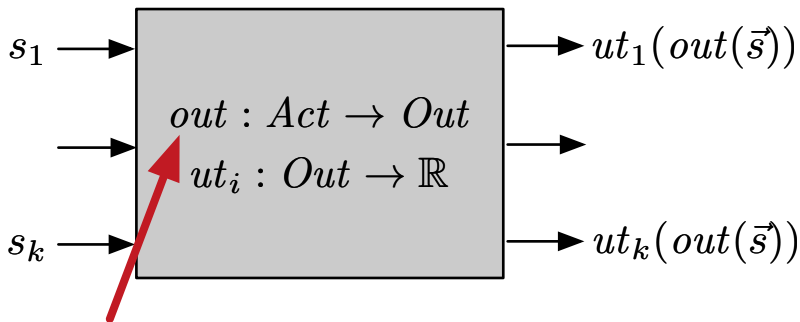 s₁
ut₁(out(s⃗))
out : Act → Out
utᵢ : Out → ℝ
sₖ
utₖ(out(s⃗))